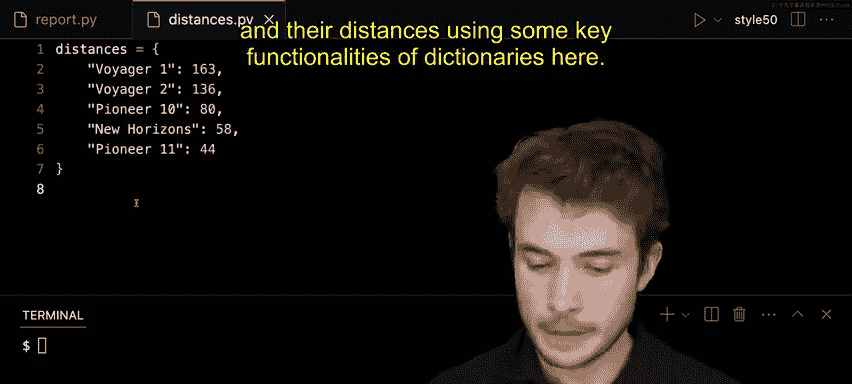 report.py
distances.py
style50
and their distances using some key
functionalities of dictionaries here.
1 distances = {
2 "Voyager 1": 163,
3 "Voyager 2": 136,
4 "Pioneer 10": 80,
5 "New Horizons": 58,
6 "Pioneer 11": 44
7 }
8
TERMINAL
$